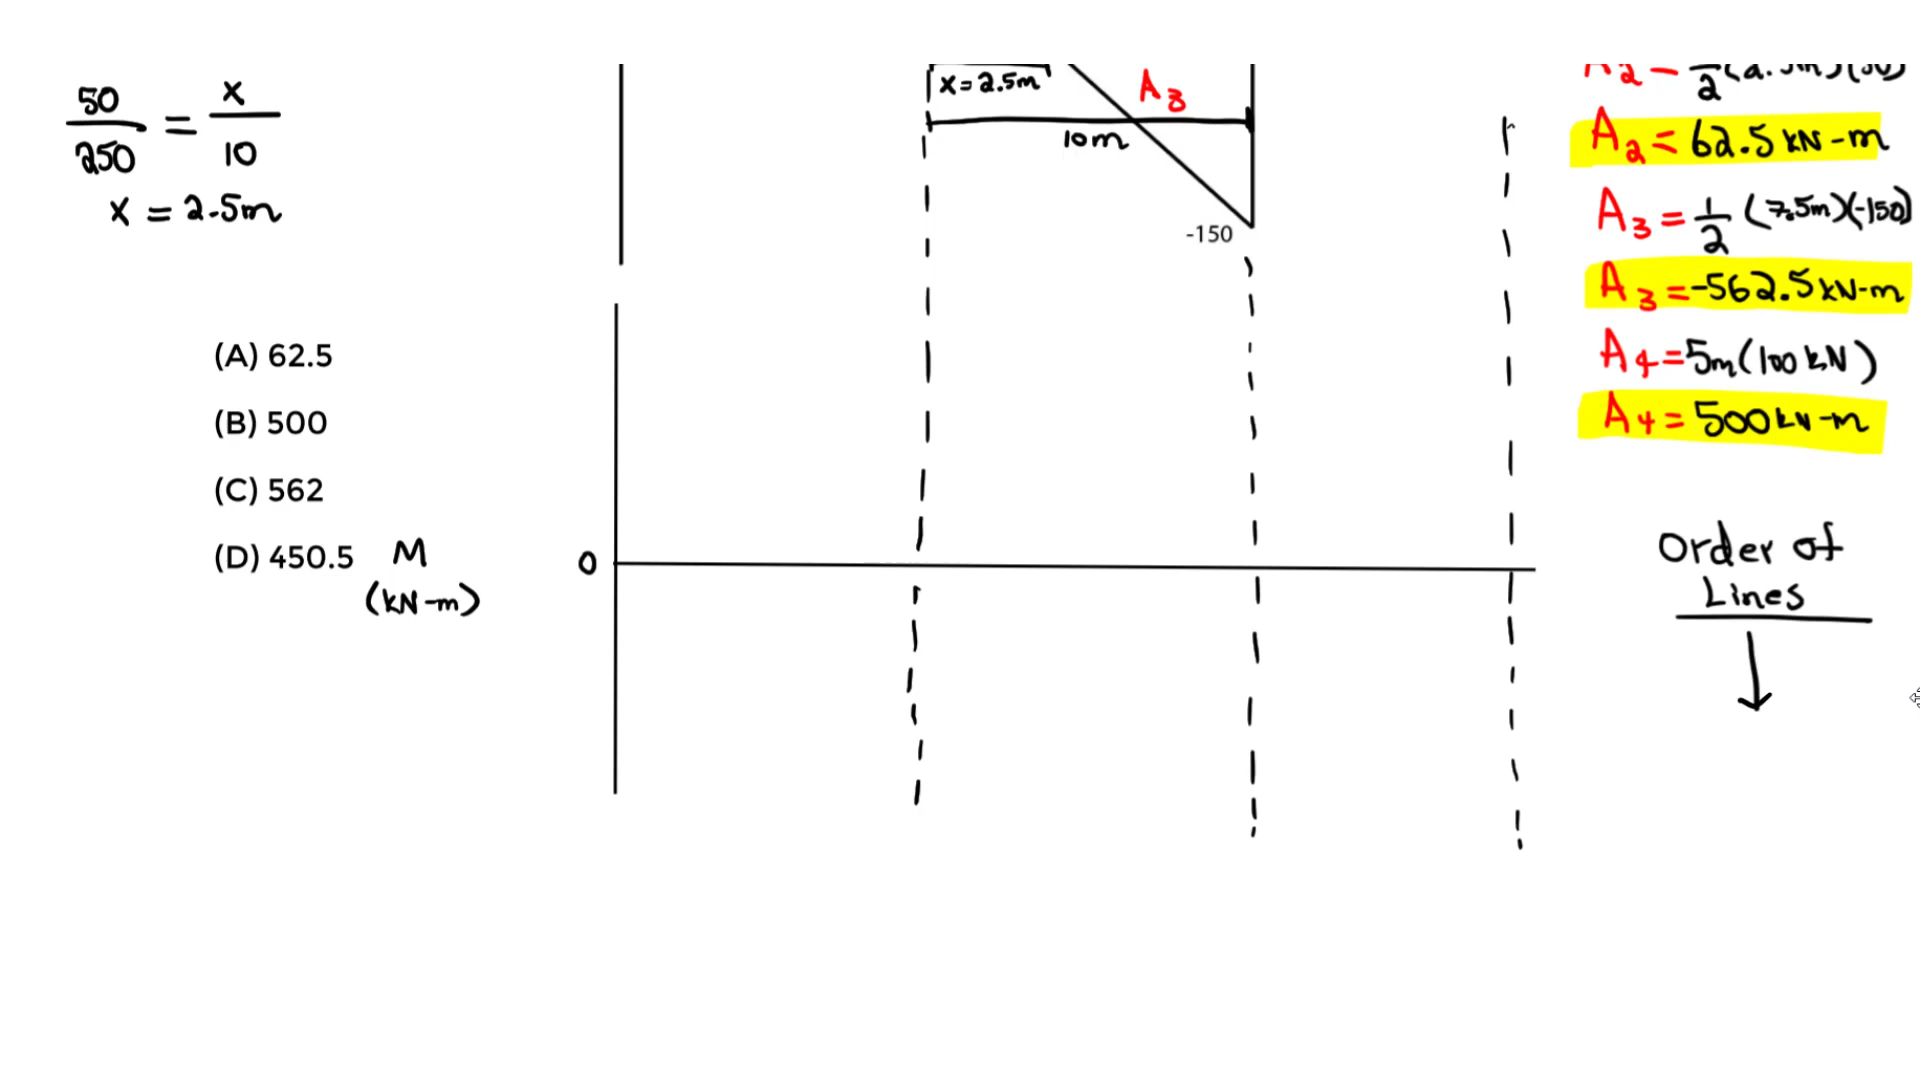 50/250 = x/10
x = 2.5m
(A) 62.5
(B) 500
(C) 562
(D) 450.5
M
(kN-m)
0
x = 2.5m
A3
10m
-150
A2 = 62.5 kN-m
A3 = 1/2 (7.5m)(-150)
A3 = -562.5 kN-m
A4 = 5m(100 kN)
A4 = 500 kN-m
Order of
Lines